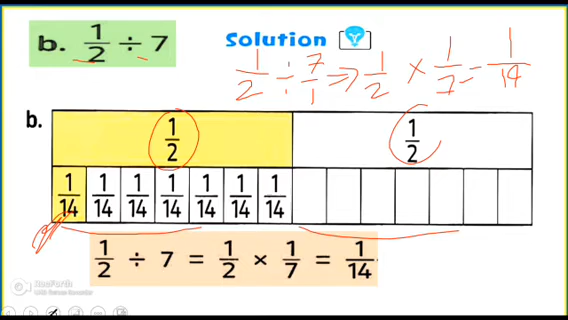 b. 1/2 ÷ 7
Solution
1/2 ÷ 7/1 => 1/2 × 1/7 = 1/14
b.
1/2 1/2
1/14 1/14 1/14 1/14 1/14 1/14 1/14
1/2 ÷ 7 = 1/2 × 1/7 = 1/14